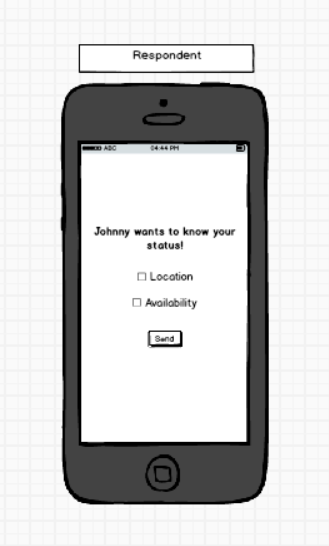 Respondent
ABC 04:44 PM
Johnny wants to know your
status!
Location
Availability
Send